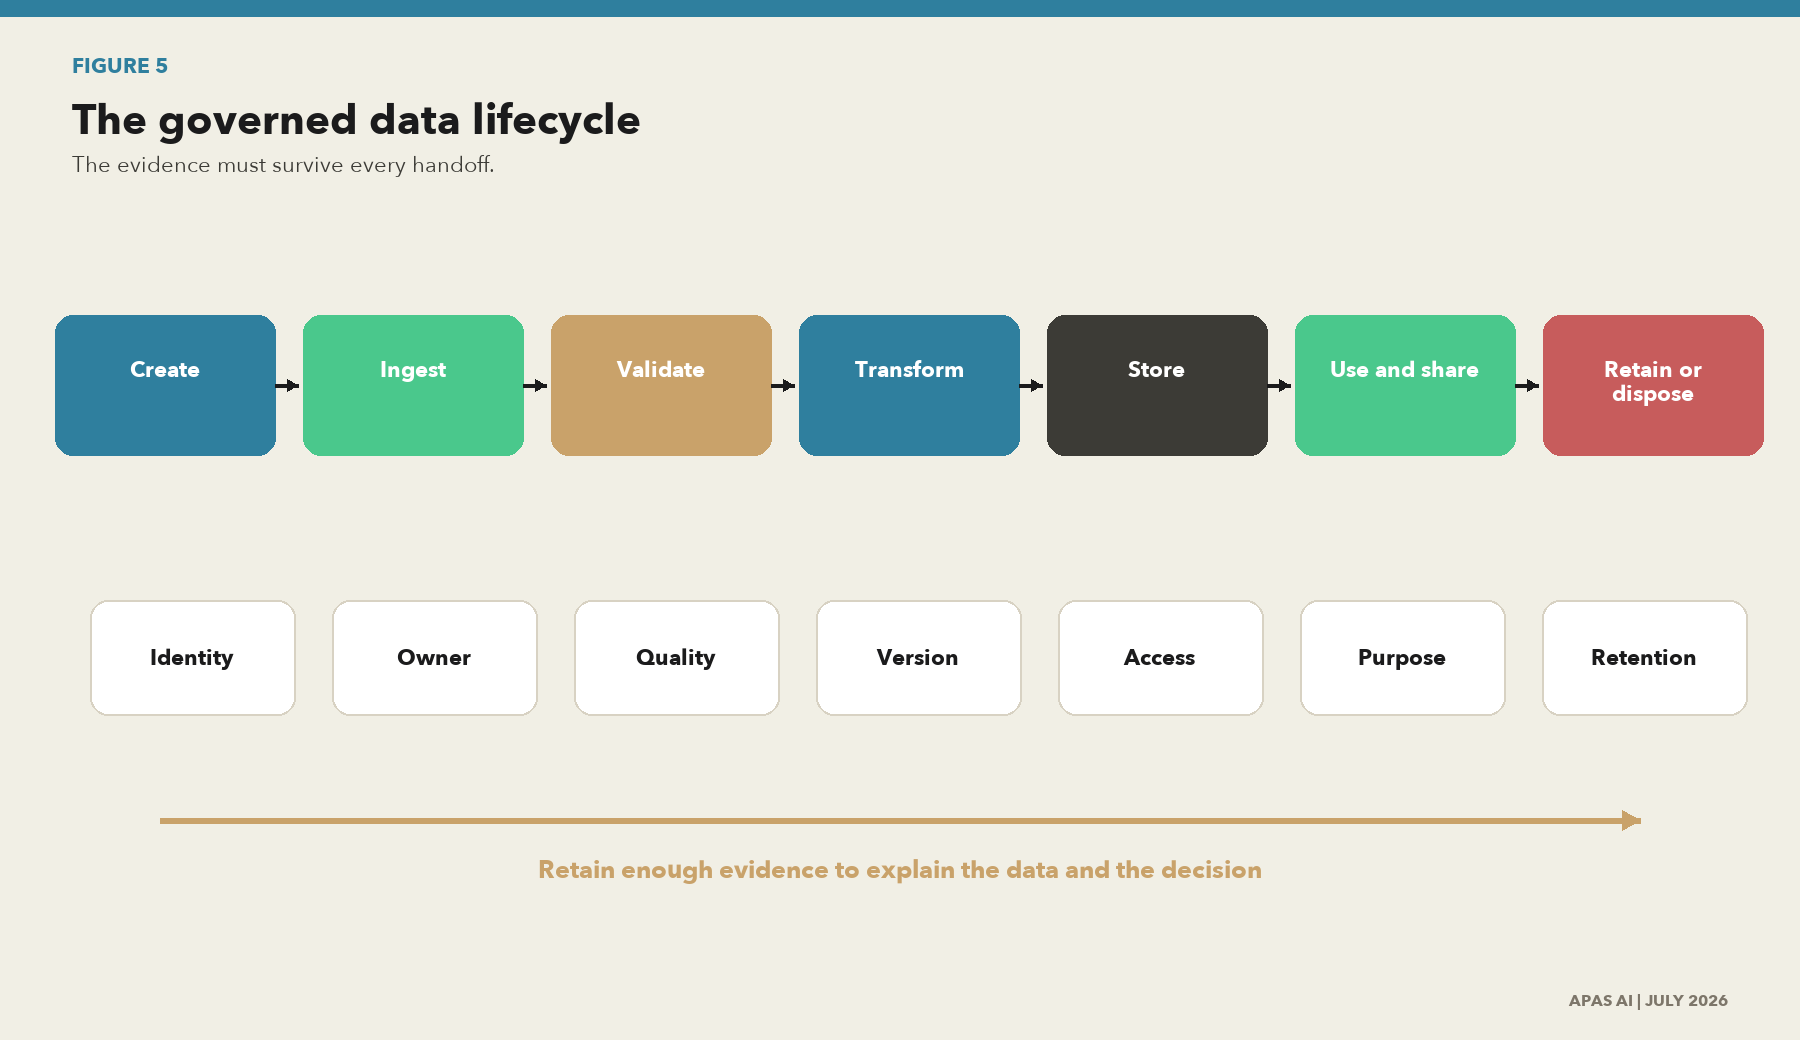 FIGURE 5
The governed data lifecycle
The evidence must survive every handoff.
Create
Ingest
Validate
Transform
Store
Use and share
Retain or
dispose
Identity
Owner
Quality
Version
Access
Purpose
Retention
Retain enough evidence to explain the data and the decision
APAS AI | JULY 2026